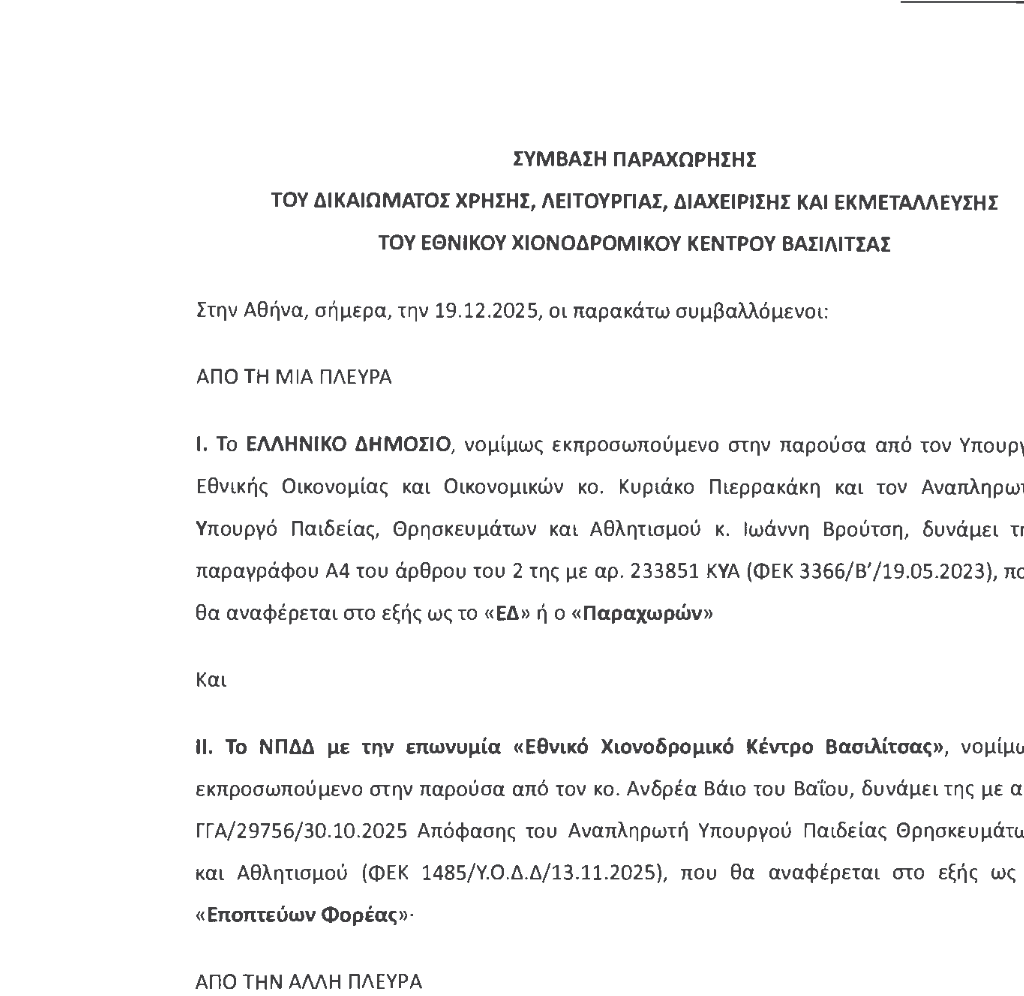 ΣΥΜΒΑΣΗ ΠΑΡΑΧΩΡΗΣΗΣ
ΤΟΥ ΔΙΚΑΙΩΜΑΤΟΣ ΧΡΗΣΗΣ, ΛΕΙΤΟΥΡΓΙΑΣ, ΔΙΑΧΕΙΡΙΣΗΣ ΚΑΙ ΕΚΜΕΤΑΛΛΕΥΣΗΣ
ΤΟΥ ΕΘΝΙΚΟΥ ΧΙΟΝΟΔΡΟΜΙΚΟΥ ΚΕΝΤΡΟΥ ΒΑΣΙΛΙΤΣΑΣ
Στην Αθήνα, σήμερα, την 19.12.2025, οι παρακάτω συμβαλλόμενοι:
ΑΠΟ ΤΗ ΜΙΑ ΠΛΕΥΡΑ
Ι. Το ΕΛΛΗΝΙΚΟ ΔΗΜΟΣΙΟ, νομίμως εκπροσωπούμενο στην παρούσα από τον
Εθνικής Οικονομίας και Οικονομικών κο. Κυριάκο Πιερρακάκη και τον
Υπουργό Παιδείας, Θρησκευμάτων και Αθλητισμού κ. Ιωάννη Βρούτση, δυνάμει
παραγράφου Α4 του άρθρου του 2 της με αρ. 233851 ΚΥΑ (ΦΕΚ 3366/Β’/19.05.2023),
θα αναφέρεται στο εξής ως το «ΕΔ» ή ο «Παραχωρών»
Και
ΙΙ. Το ΝΠΔΔ με την επωνυμία «Εθνικό Χιονοδρομικό Κέντρο Βασιλίτσας»,
εκπροσωπούμενο στην παρούσα από τον κο. Ανδρέα Βάιο του Βαΐου, δυνάμει της με
ΓΓΑ/29756/30.10.2025 Απόφασης του Αναπληρωτή Υπουργού Παιδείας
και Αθλητισμού (ΦΕΚ 1485/Υ.Ο.Δ.Δ/13.11.2025), που θα αναφέρεται στο εξής ως
«Εποπτεύων Φορέας»·
ΑΠΟ ΤΗΝ ΑΛΛΗ ΠΛΕΥΡΑ